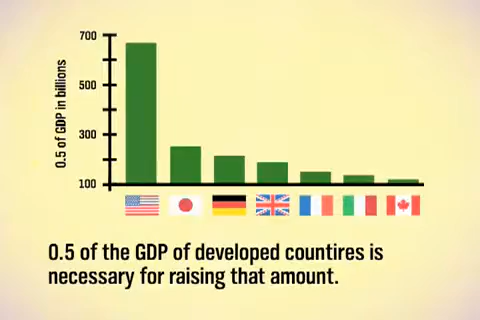 700
500
300
100
0.5 of GDP in billions
0.5 of the GDP of developed countires is
necessary for raising that amount.